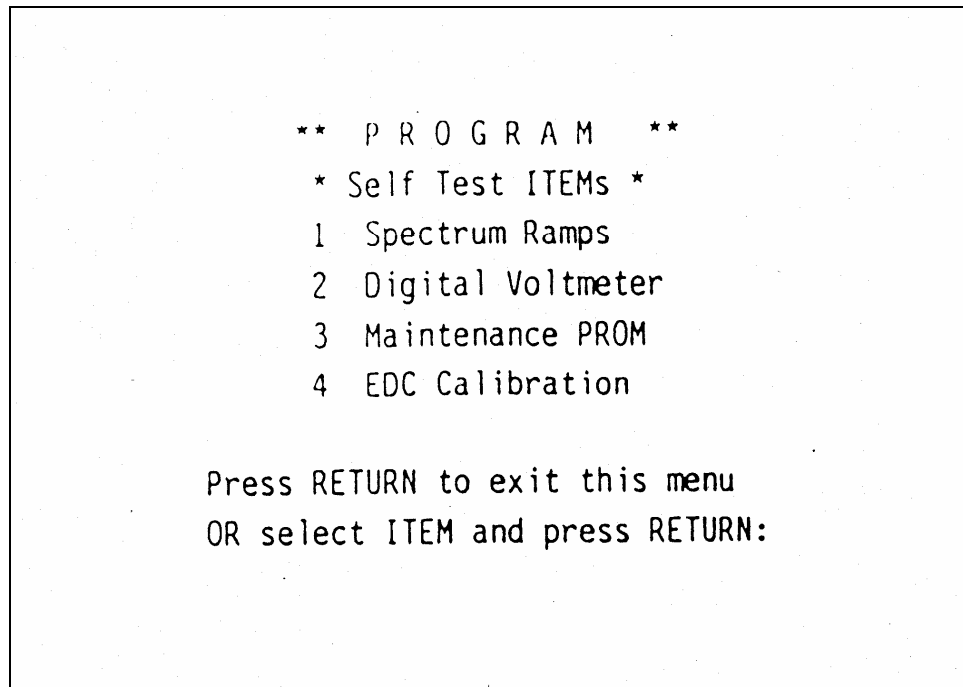 ** P R O G R A M **
* Self Test ITEMs *
1 Spectrum Ramps
2 Digital Voltmeter
3 Maintenance PROM
4 EDC Calibration
Press RETURN to exit this menu
OR select ITEM and press RETURN: